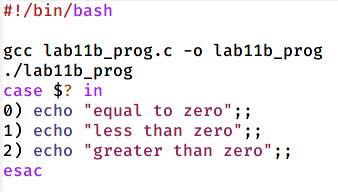 #!/bin/bash
gcc lab11b_prog.c -o lab11b_prog
./lab11b_prog
case $? in
0) echo "equal to zero";;
1) echo "less than zero";;
2) echo "greater than zero";;
esac